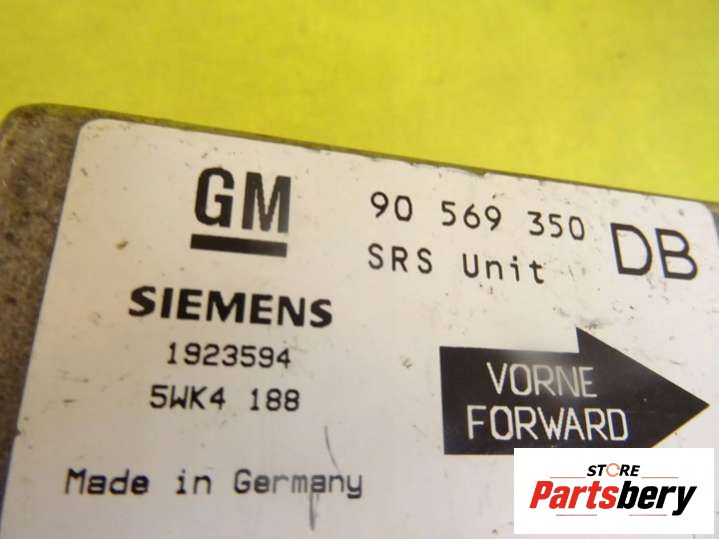 GM
90 569 350
SRS Unit
DB
SIEMENS
1923594
5WK4 188
VORNE
FORWARD
Made in Germany
STORE
Partsbery